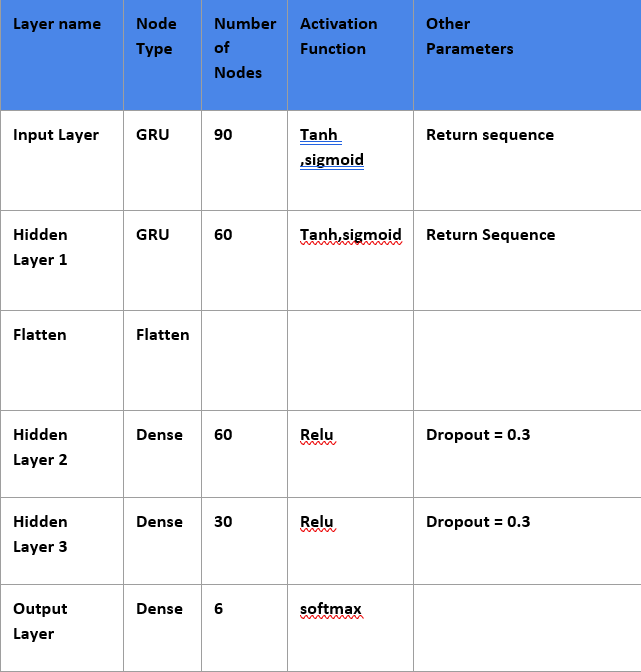 Layer name
Node
Type
Number
of
Nodes
Activation
Function
Other
Parameters
Input Layer
GRU
90
Tanh
,sigmoid
Return sequence
Hidden
Layer 1
GRU
60
Tanh,sigmoid
Return Sequence
Flatten
Flatten
Hidden
Layer 2
Dense
60
Relu
Dropout = 0.3
Hidden
Layer 3
Dense
30
Relu
Dropout = 0.3
Output
Layer
Dense
6
softmax